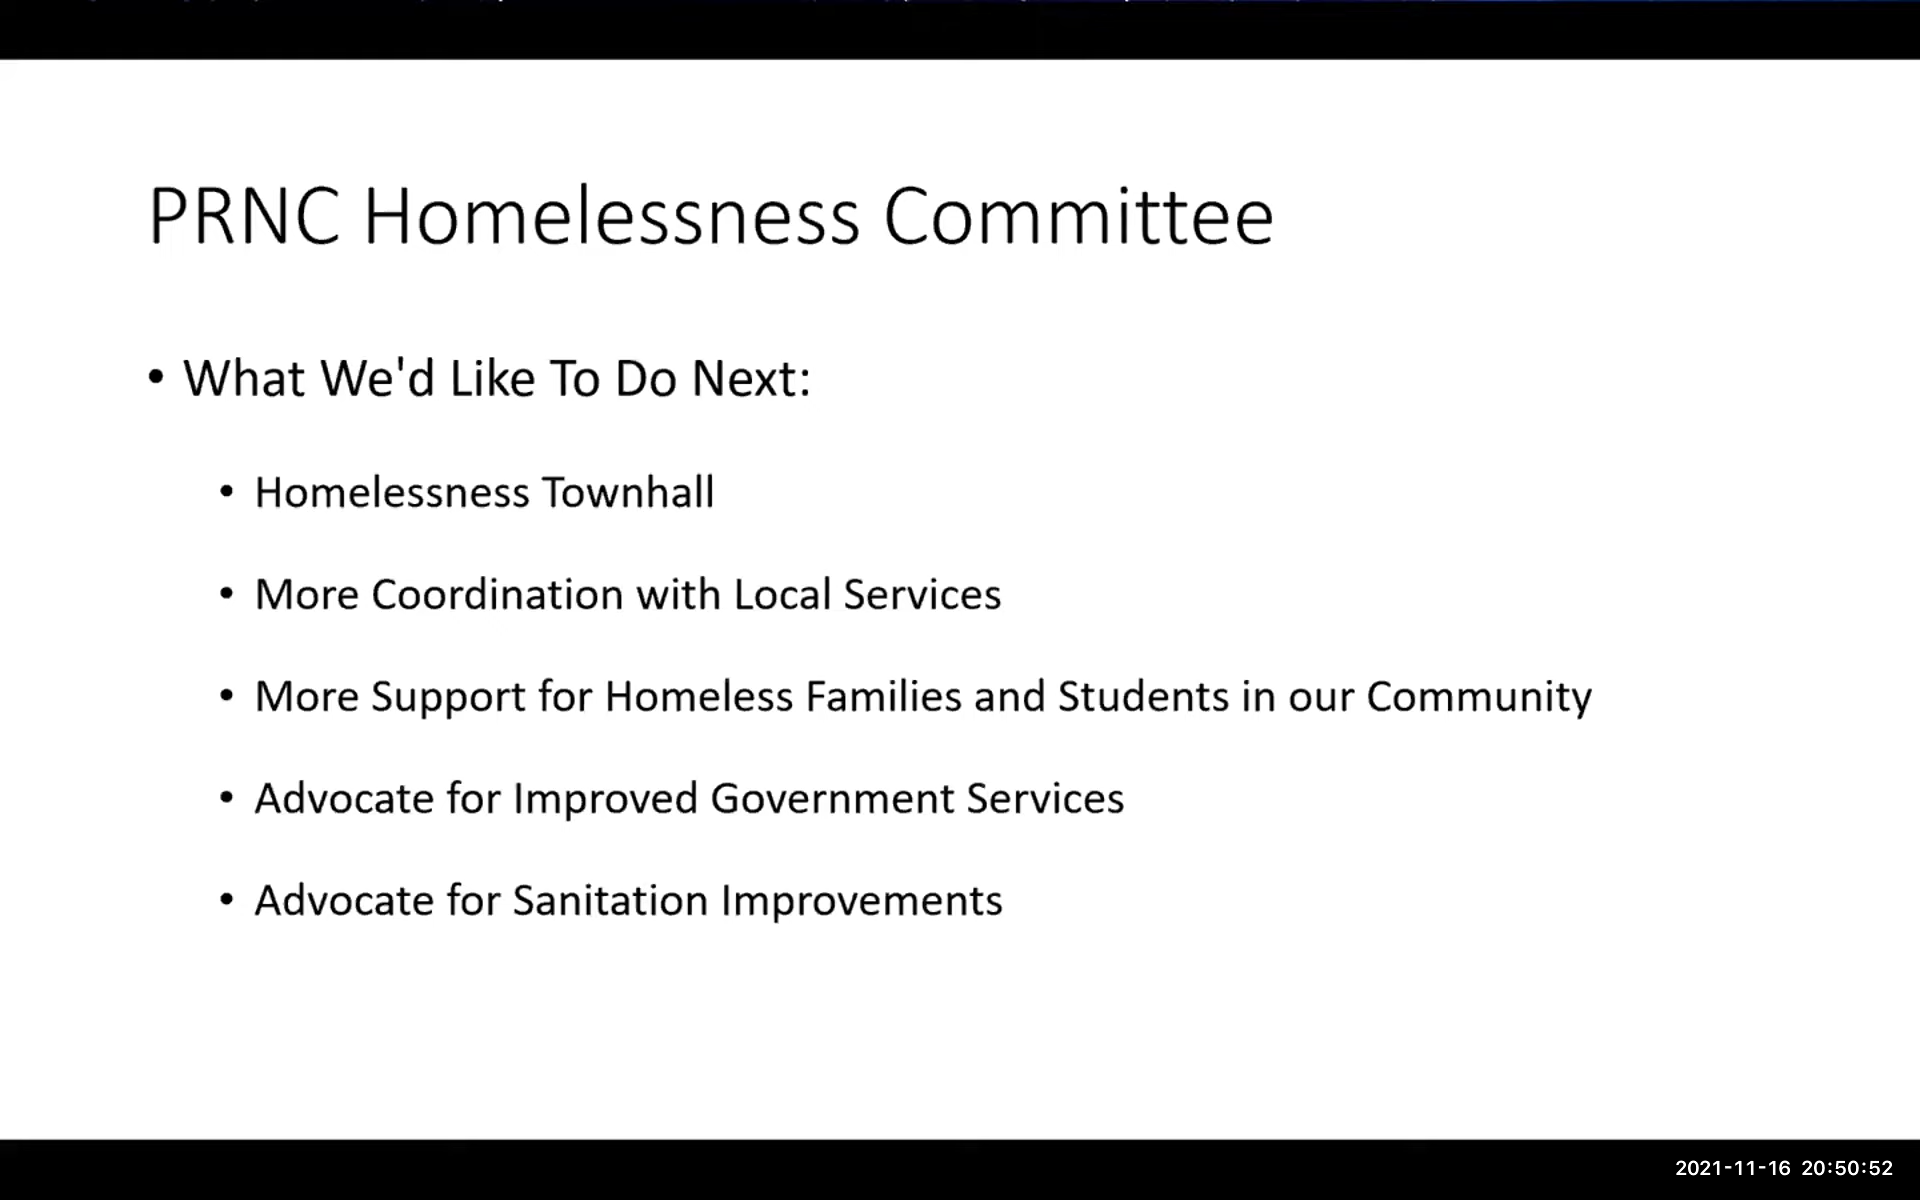 PRNC Homelessness Committee
• What We'd Like To Do Next:
• Homelessness Townhall
• More Coordination with Local Services
• More Support for Homeless Families and Students in our Community
• Advocate for Improved Government Services
• Advocate for Sanitation Improvements
2021-11-16 20:50:52